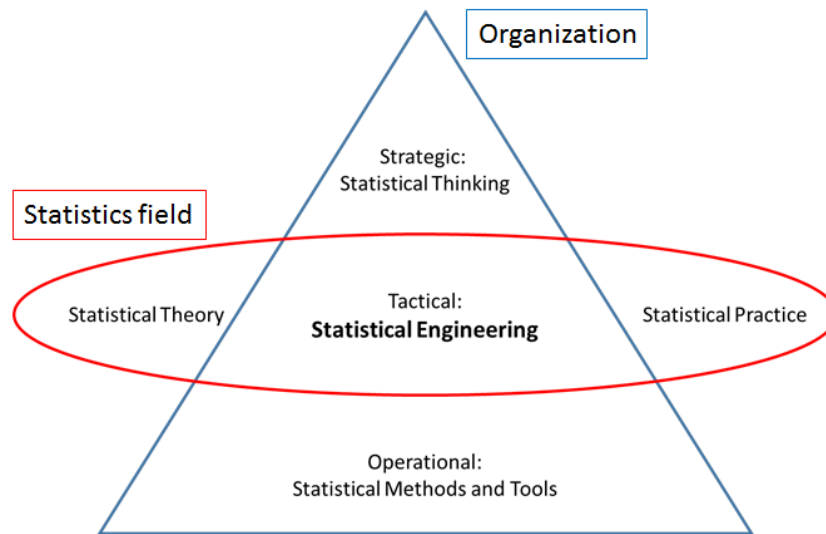 Organization
Strategic:
Statistical Thinking
Statistics field
Statistical Theory
Tactical:
Statistical Engineering
Statistical Practice
Operational:
Statistical Methods and Tools